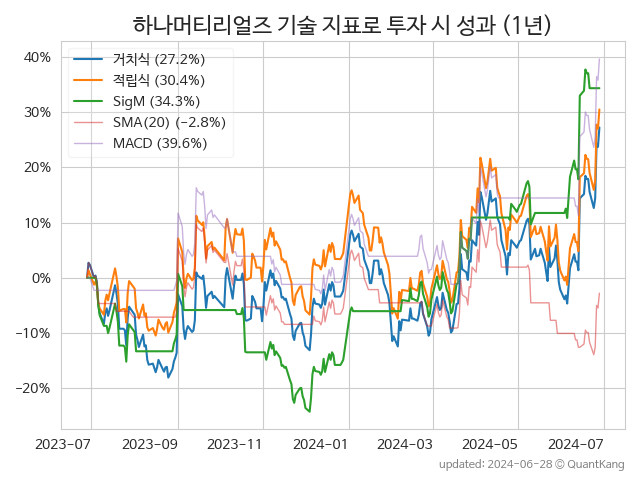 하나머티리얼즈 기술 지표로 투자 시 성과 (1년)
거치식 (27.2%)
적립식 (30.4%)
SigM (34.3%)
SMA(20) (−2.8%)
MACD (39.6%)
40%
30%
20%
10%
0%
−10%
−20%
2023-07 2023-09 2023-11 2024-01 2024-03 2024-05 2024-07
updated: 2024-06-28 © QuantKang